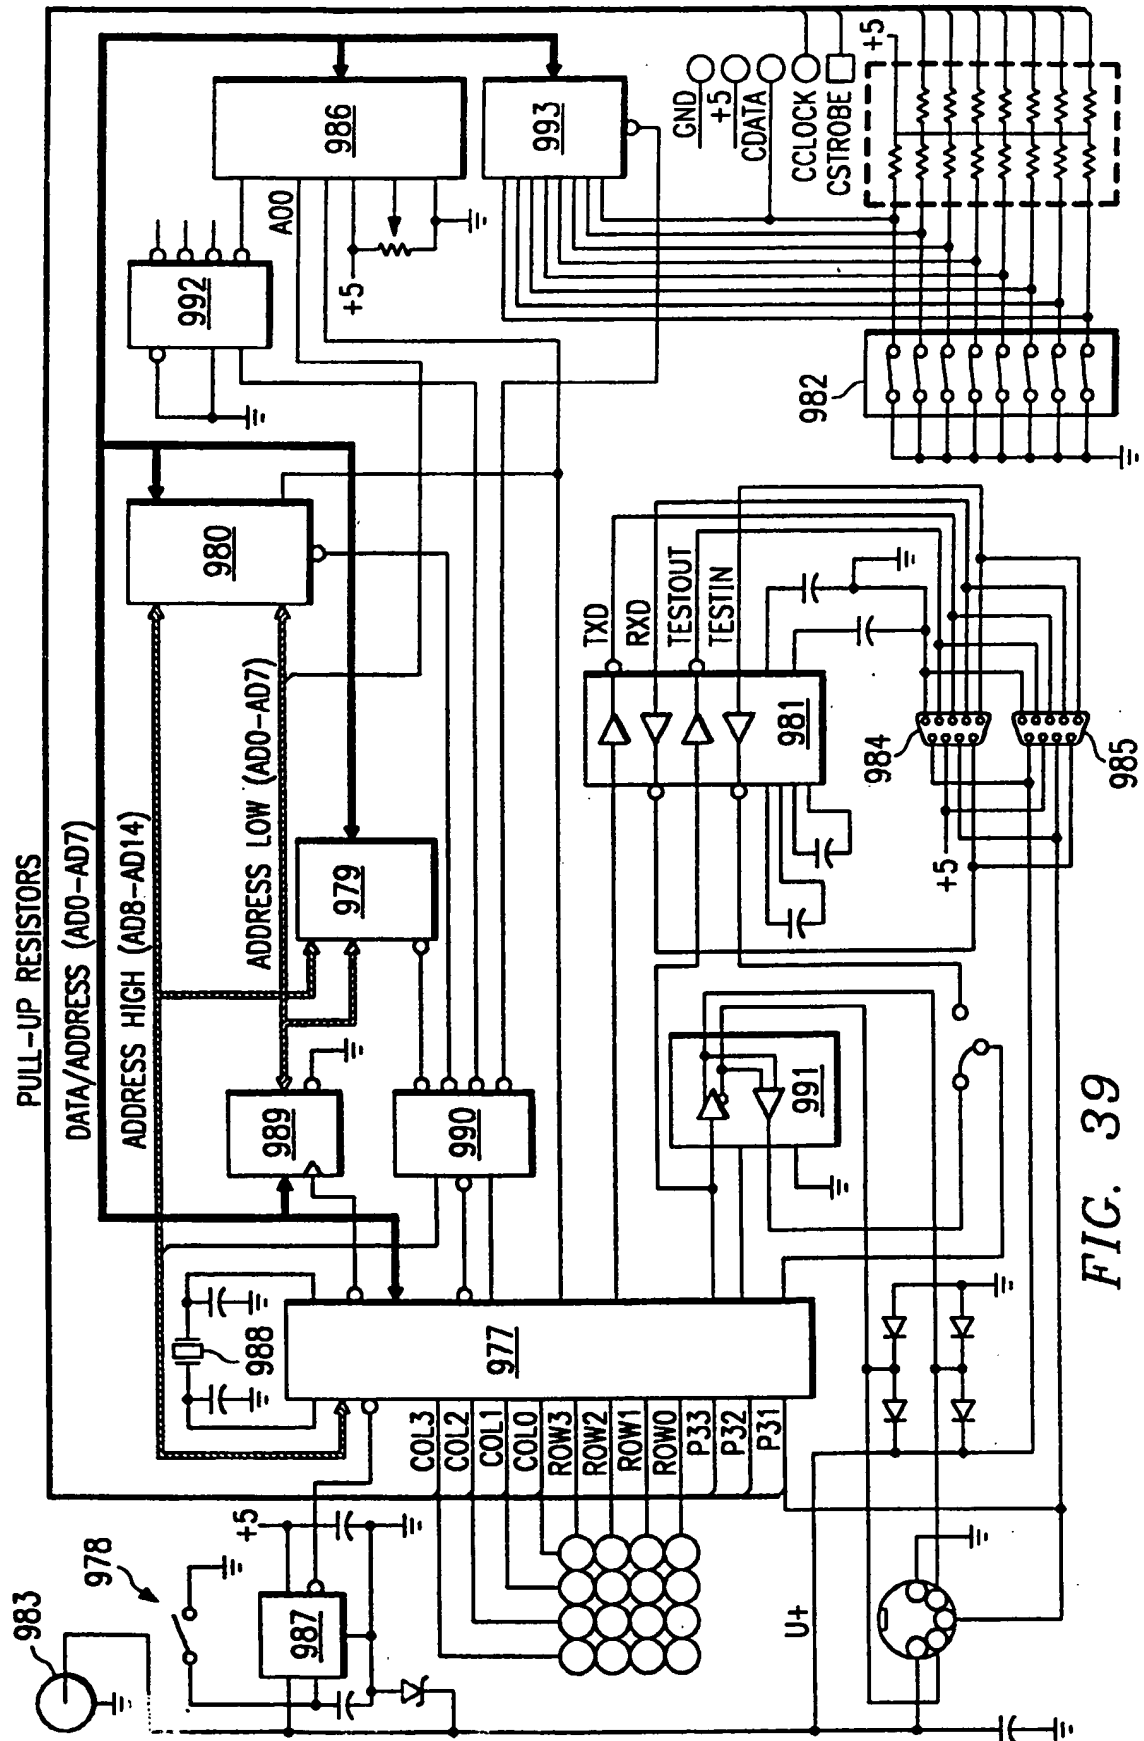 PULL-UP RESISTORS
DATA/ADDRESS (AD0-AD7)
ADDRESS HIGH (AD8-AD14)
ADDRESS LOW (AD0-AD7)
983
978
+5
987
988
977
COL3
COL2
COL1
COL0
ROW3
ROW2
ROW1
ROW0
P33
P32
P31
U+
989
990
979
980
992
986
A00
+5
993
GND
+5
CDATA
CCLOCK
CSTROBE
+5
982
991
981
TXD
RXD
TESTOUT
TESTIN
984
985
+5
FIG. 39